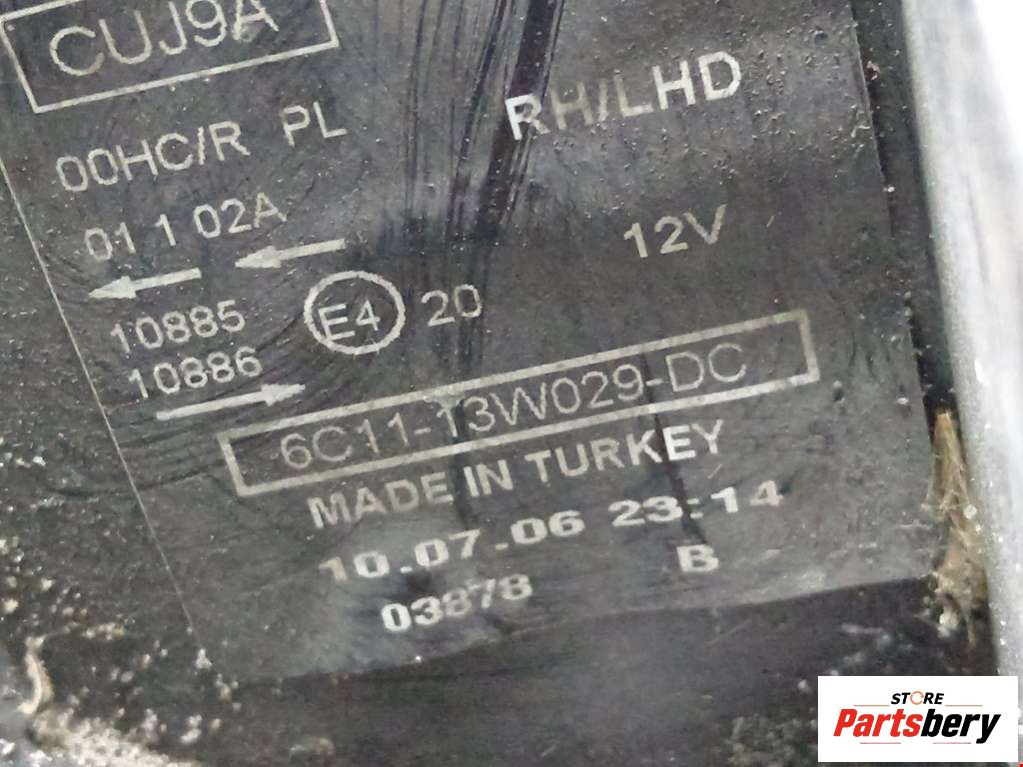 CUJ9A
RH/LHD
00HC/R PL
01 1 02A
12V
10885
E4 20
10886
6C11-13W029-DC
MADE IN TURKEY
10.07.06 23:14
03878 B
STORE
Partsbery